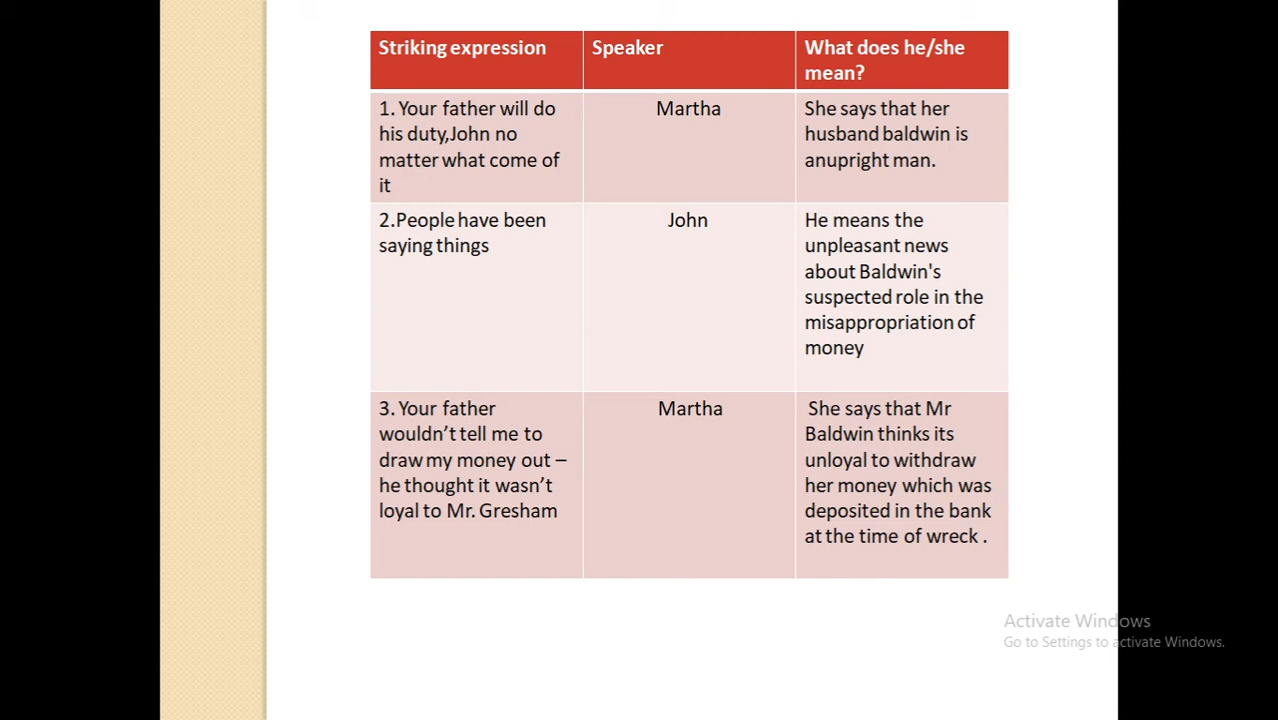 Striking expression
Speaker
What does he/she
mean?
1. Your father will do
his duty,John no
matter what come of
it
Martha
She says that her
husband baldwin is
anupright man.
2.People have been
saying things
John
He means the
unpleasant news
about Baldwin's
suspected role in the
misappropriation of
money
3. Your father
wouldn't tell me to
draw my money out –
he thought it wasn't
loyal to Mr. Gresham
Martha
She says that Mr
Baldwin thinks its
unloyal to withdraw
her money which was
deposited in the bank
at the time of wreck .
Activate Windows
Go to Settings to activate Windows.